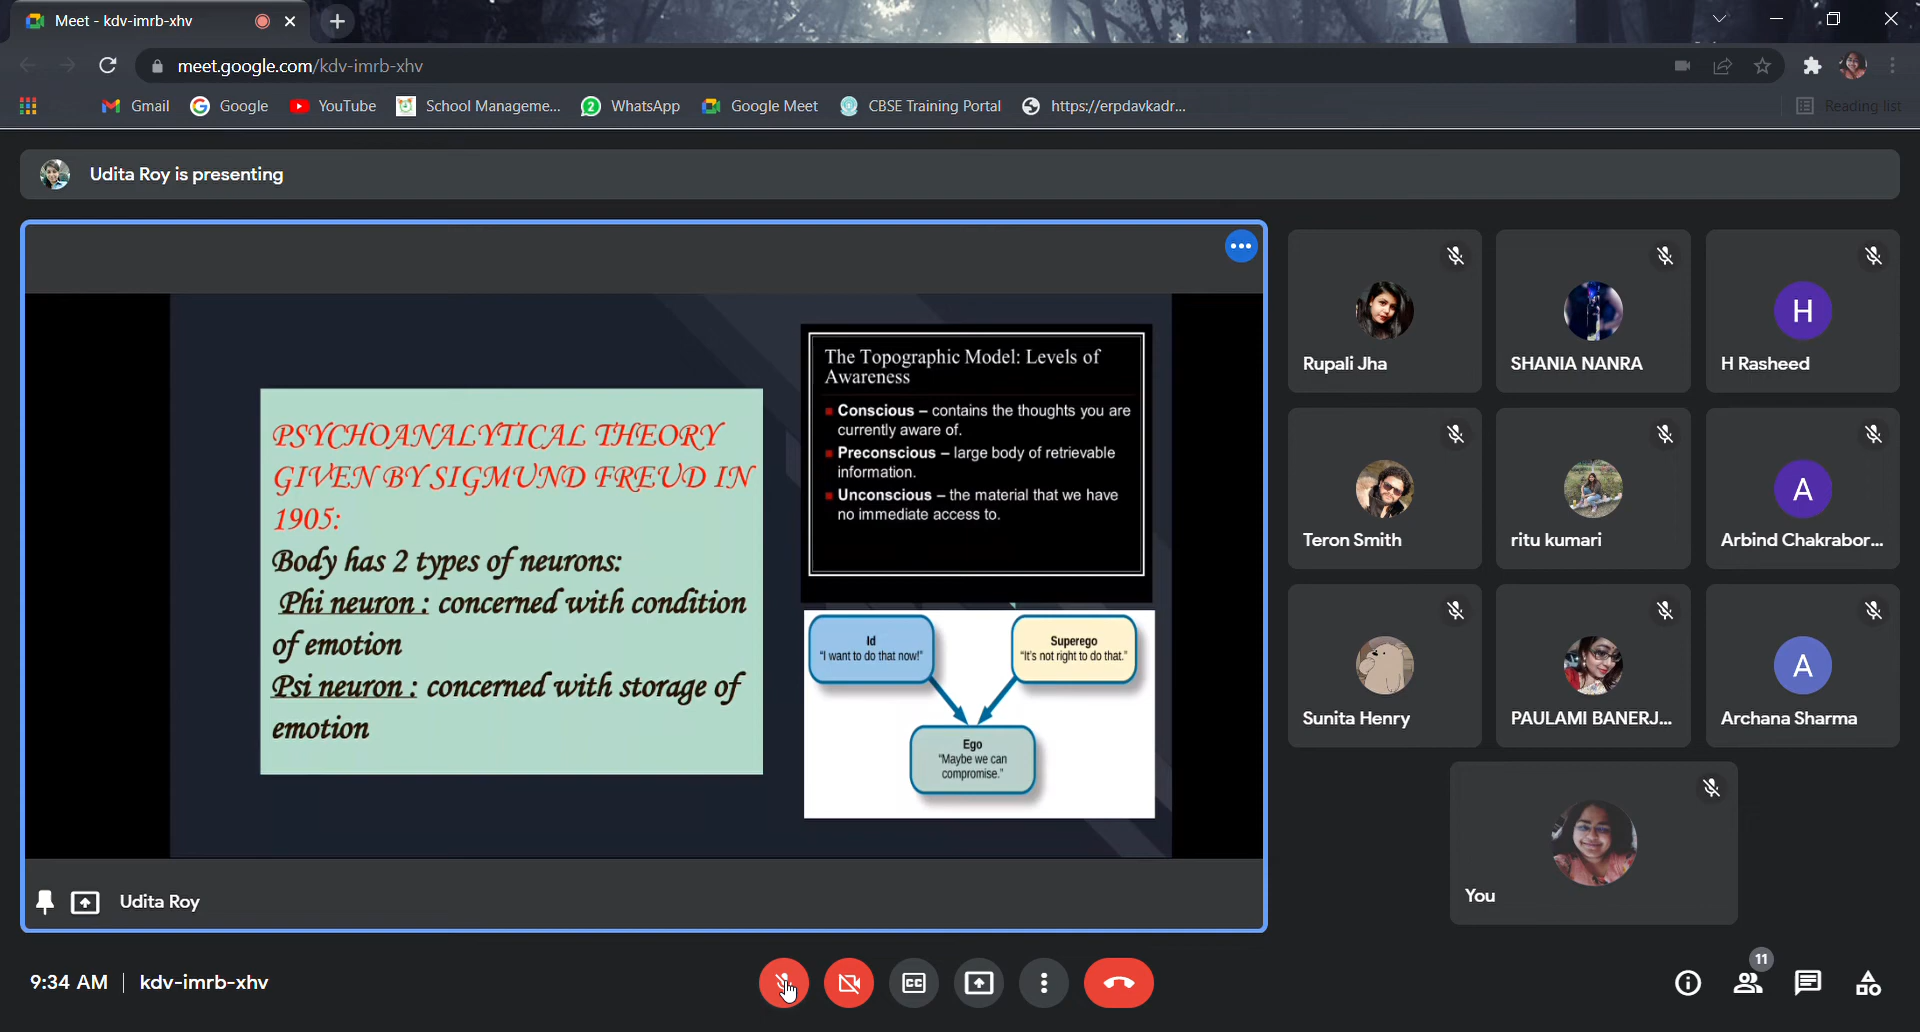 Meet - kdv-imrb-xhv
meet.google.com/kdv-imrb-xhv
Gmail
Google
YouTube
School Manageme...
WhatsApp
Google Meet
CBSE Training Portal
https://erpdavkadr...
Reading list
Udita Roy is presenting
PSYCHOANALYTICAL THEORY
GIVEN BY SIGMUND FREUD IN
1905:
Body has 2 types of neurons:
Phi neuron : concerned with condition
of emotion
Psi neuron : concerned with storage of
emotion
The Topographic Model: Levels of
Awareness
Conscious – contains the thoughts you are
currently aware of.
Preconscious – large body of retrievable
information.
Unconscious – the material that we have
no immediate access to.
Id
"I want to do that now!"
Superego
"It's not right to do that."
Ego
"Maybe we can
compromise."
Udita Roy
Rupali Jha
SHANIA NANRA
H
H Rasheed
Teron Smith
ritu kumari
A
Arbind Chakrabor...
Sunita Henry
PAULAMI BANERJ...
A
Archana Sharma
You
9:34 AM | kdv-imrb-xhv
CC
11